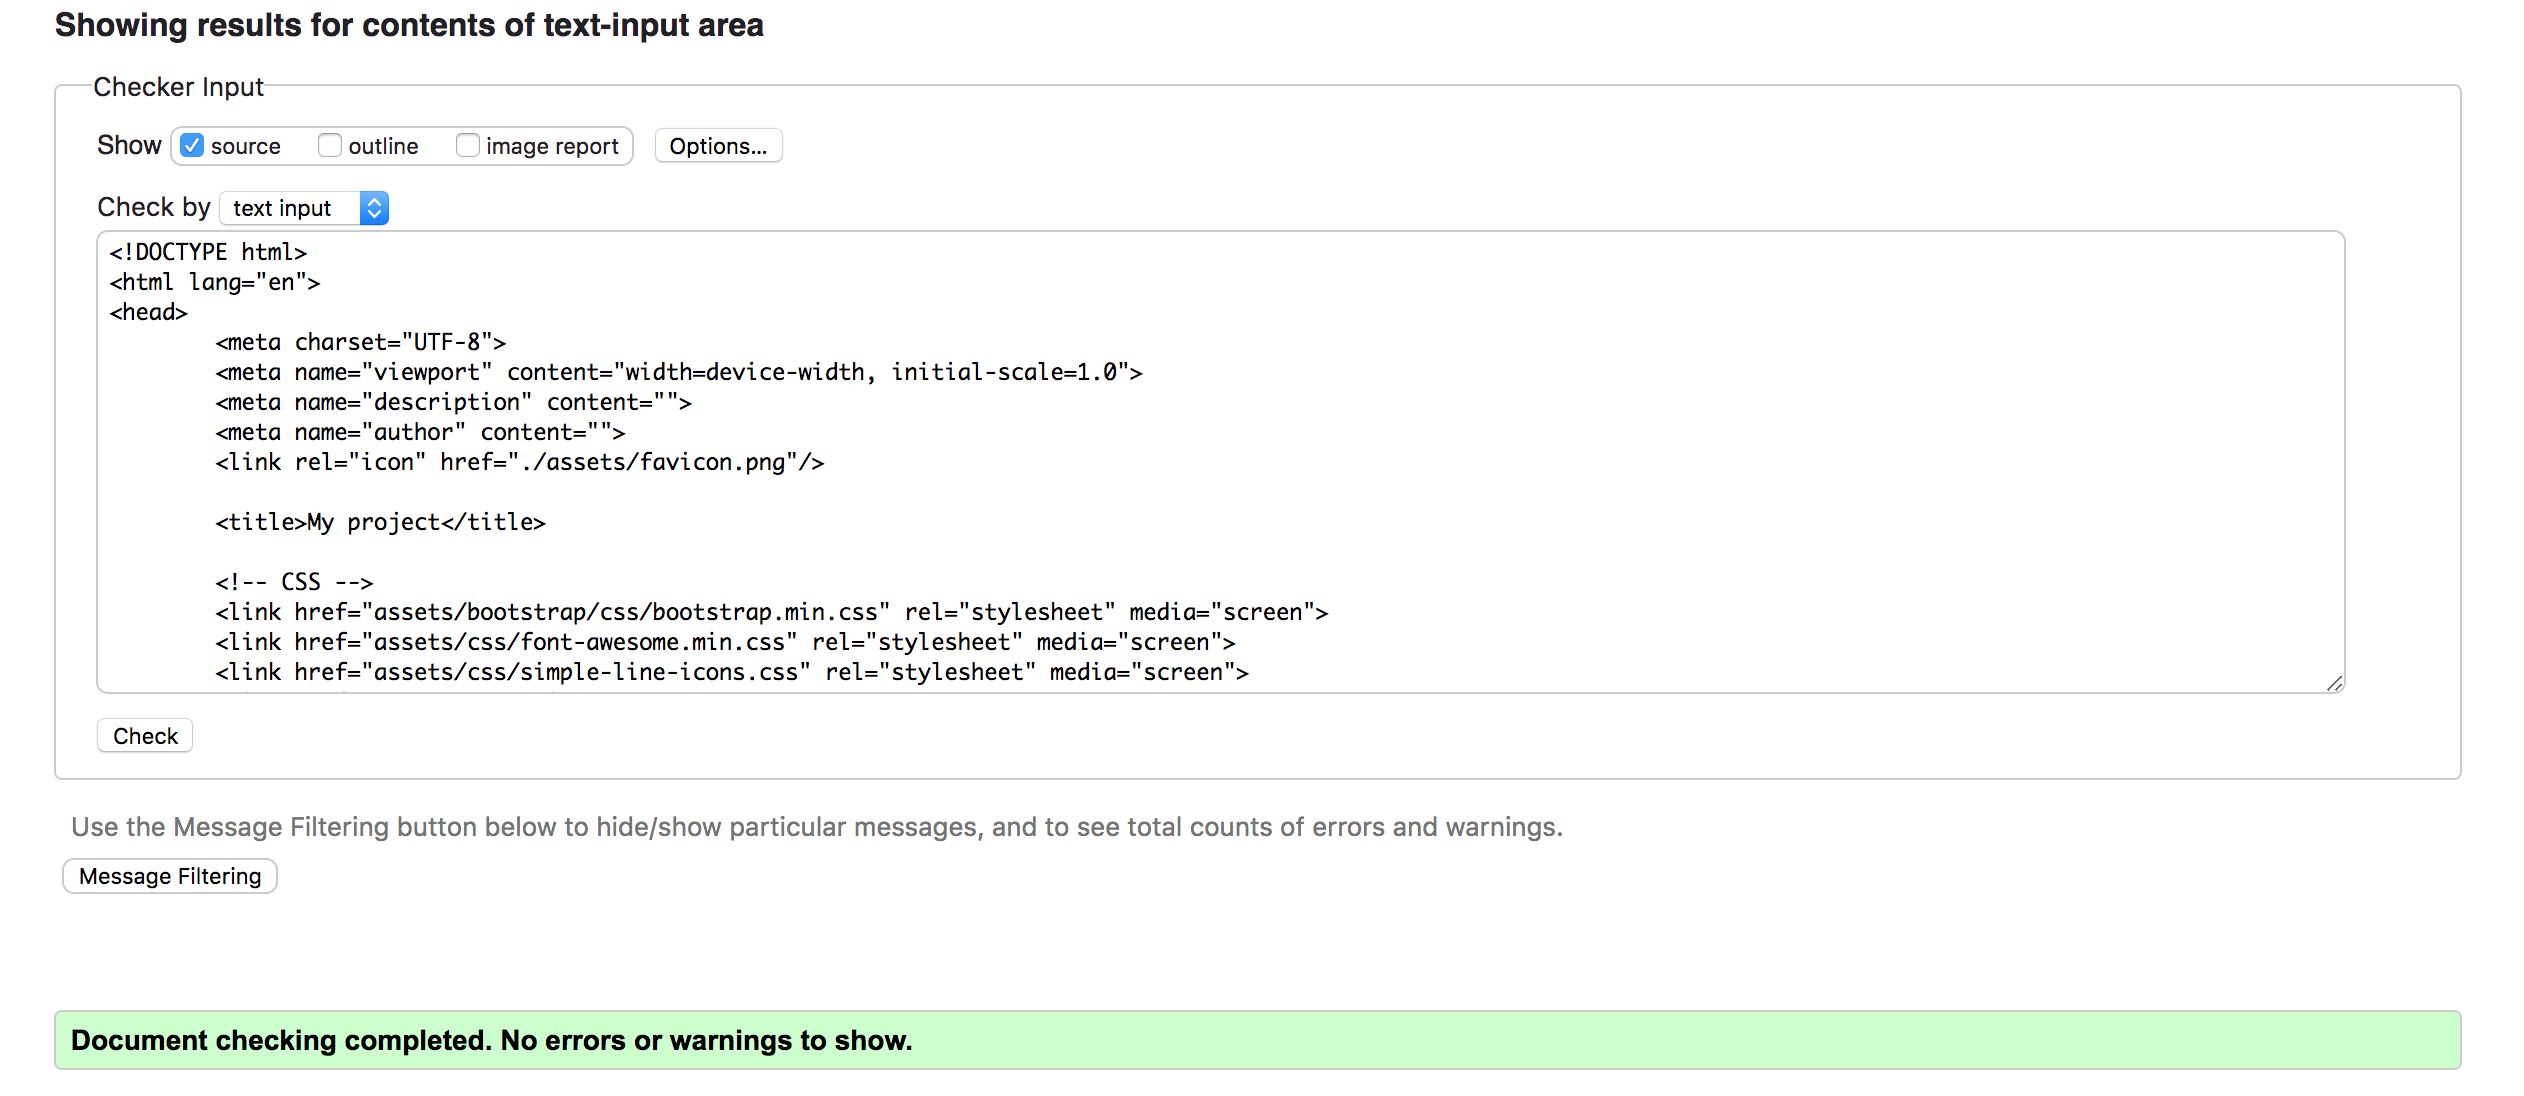 Showing results for contents of text-input area
Checker Input
Show source outline image report Options...
Check by text input
<!DOCTYPE html>
<html lang="en">
<head>
<meta charset="UTF-8">
<meta name="viewport" content="width=device-width, initial-scale=1.0">
<meta name="description" content="">
<meta name="author" content="">
<link rel="icon" href="./assets/favicon.png"/>
<title>My project</title>
<!-- CSS -->
<link href="assets/bootstrap/css/bootstrap.min.css" rel="stylesheet" media="screen">
<link href="assets/css/font-awesome.min.css" rel="stylesheet" media="screen">
<link href="assets/css/simple-line-icons.css" rel="stylesheet" media="screen">
Check
Use the Message Filtering button below to hide/show particular messages, and to see total counts of errors and warnings.
Message Filtering
Document checking completed. No errors or warnings to show.